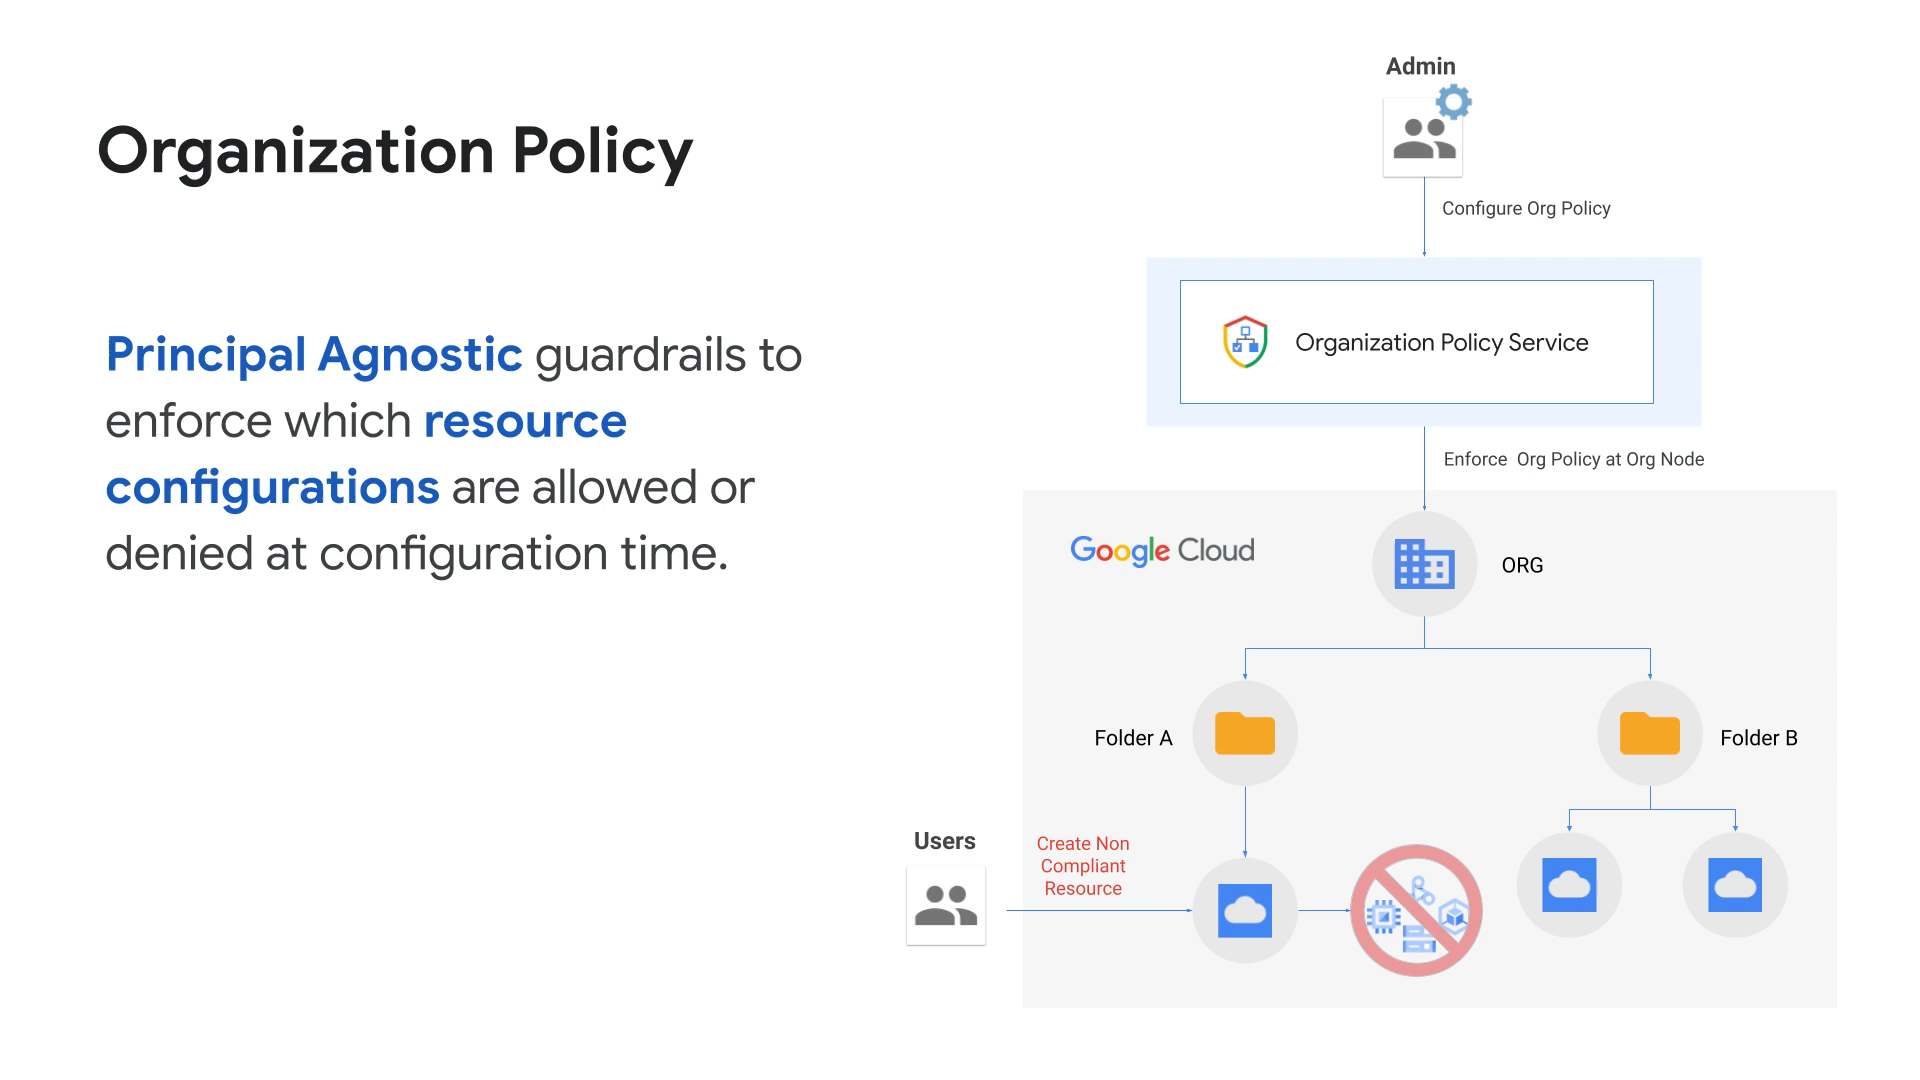 Organization Policy
Principal Agnostic guardrails to
enforce which resource
configurations are allowed or
denied at configuration time.
Admin
Configure Org Policy
Organization Policy Service
Enforce Org Policy at Org Node
Google Cloud
ORG
Folder A
Folder B
Users
Create Non
Compliant
Resource